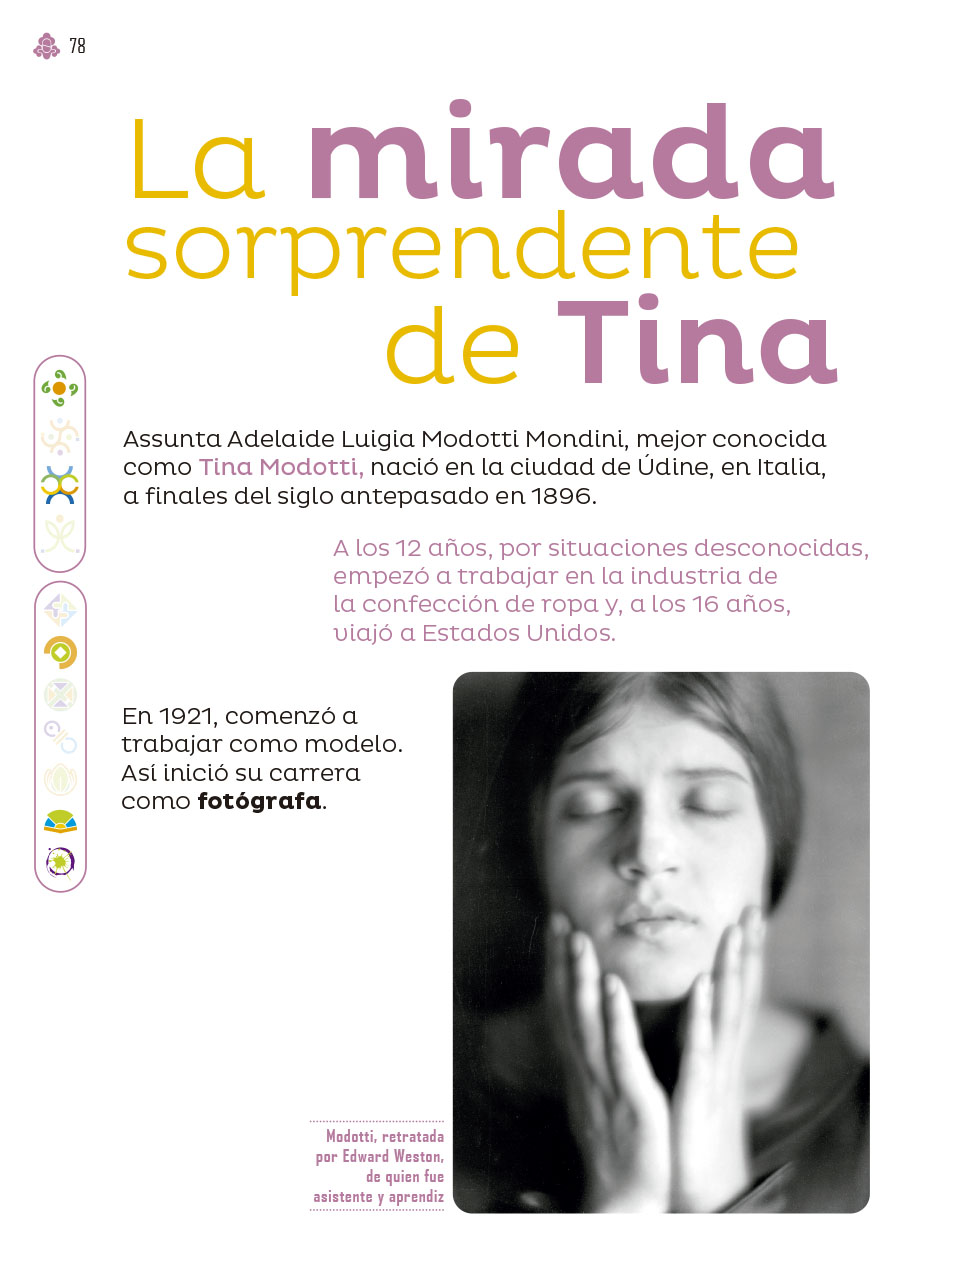 78
La mirada
sorprendente
de Tina
Assunta Adelaide Luigia Modotti Mondini, mejor conocida
como Tina Modotti, nació en la ciudad de Údine, en Italia,
a finales del siglo antepasado en 1896.
A los 12 años, por situaciones desconocidas,
empezó a trabajar en la industria de
la confección de ropa y, a los 16 años,
viajó a Estados Unidos.
En 1921, comenzó a
trabajar como modelo.
Así inició su carrera
como fotógrafa.
Modotti, retratada
por Edward Weston,
de quien fue
asistente y aprendiz